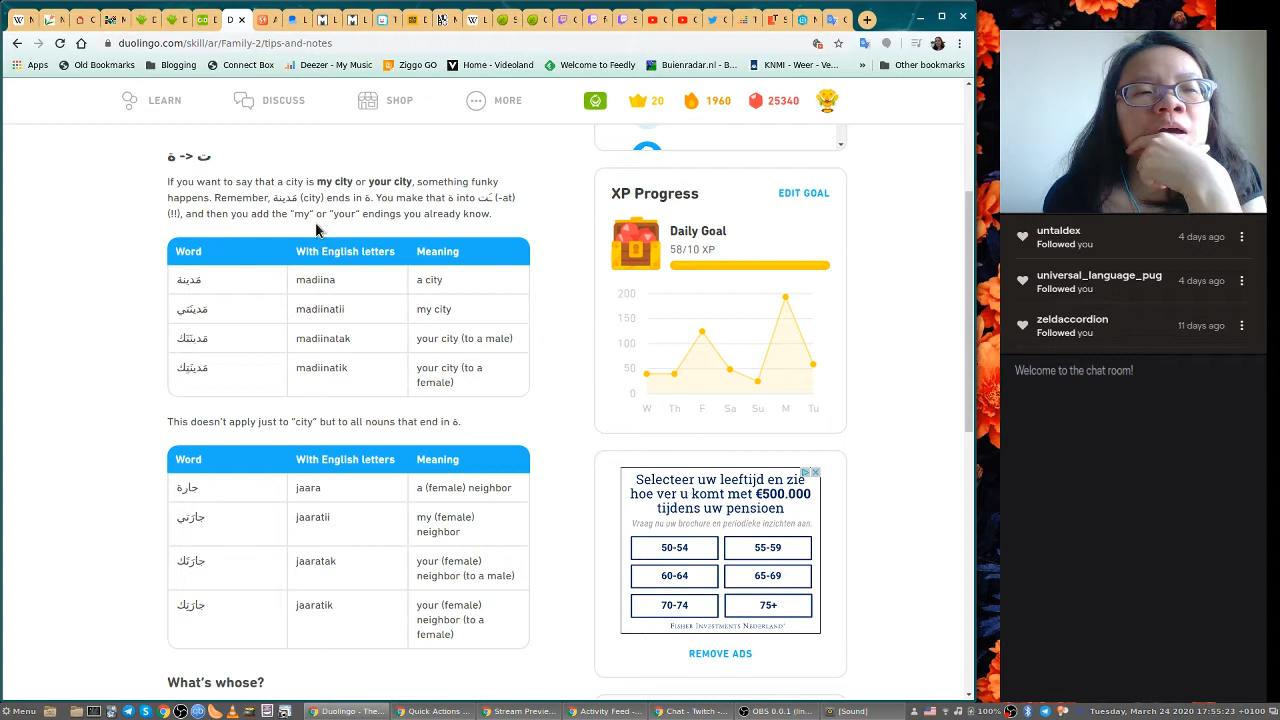 D
duolingo.com/skill/ar/Family-2/tips-and-notes
Apps
Old Bookmarks
Blogging
Connect Box
Deezer - My Music
Ziggo GO
Home - Videoland
Welcome to Feedly
Buienradar.nl - B...
KNMI - Weer - Ve...
»
Other bookmarks
LEARN
DISCUSS
SHOP
MORE
20
1960
25340
ة <- ت
If you want to say that a city is my city or your city, something funky
happens. Remember, مَدينة (city) ends in ة. You make that ة into ـَت (-at)
(!!), and then you add the "my" or "your" endings you already know.
Word With English letters Meaning
مَدينة madiina a city
مَدينَتي madiinatii my city
مَدينَتَك madiinatak your city (to a male)
مَدينَتِك madiinatik your city (to a
female)
This doesn't apply just to "city" but to all nouns that end in ة.
Word With English letters Meaning
جارة jaara a (female) neighbor
جارَتي jaaratii my (female)
neighbor
جارَتَك jaaratak your (female)
neighbor (to a male)
جارَتِك jaaratik your (female)
neighbor (to a
female)
What's whose?
XP Progress
EDIT GOAL
Daily Goal
58/10 XP
200
150
100
50
0
W Th F Sa Su M Tu
Selecteer uw leeftijd en zie
hoe ver u komt met €500.000
tijdens uw pensioen
Vraag nu uw brochure en periodieke inzichten aan.
50-54 55-59
60-64 65-69
70-74 75+
FISHER INVESTMENTS NEDERLAND
REMOVE ADS
untaldex
Followed you
4 days ago
universal_language_pug
Followed you
4 days ago
zeldaccordion
Followed you
11 days ago
Welcome to the chat room!
Menu
Duolingo - The...
Quick Actions ...
Stream Preview...
Activity Feed -...
Chat - Twitch -...
OBS 25.0.1 (lin...
[Sound]
100%
Tuesday, March 24 2020 17:55:23 +0100